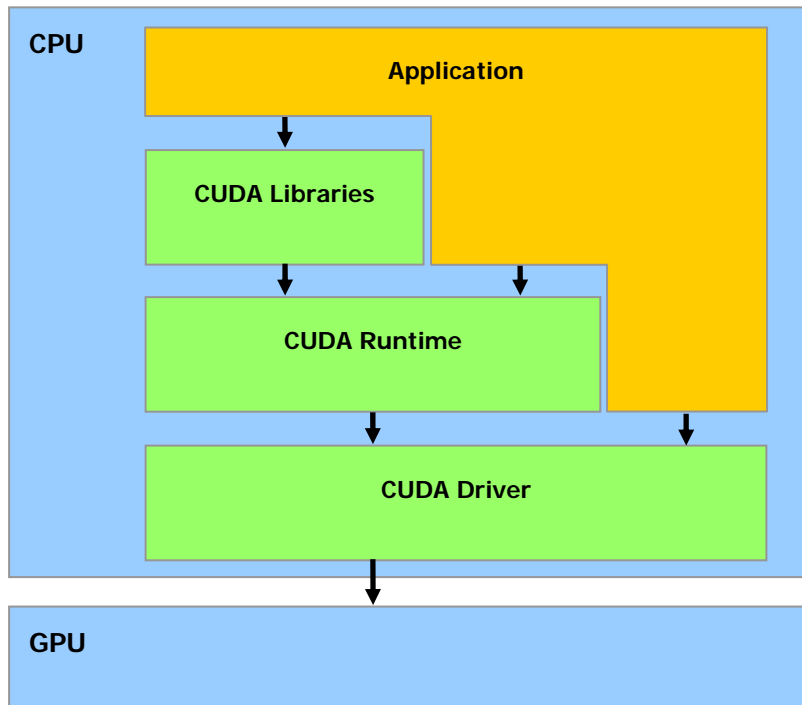 CPU
Application
CUDA Libraries
CUDA Runtime
CUDA Driver
GPU